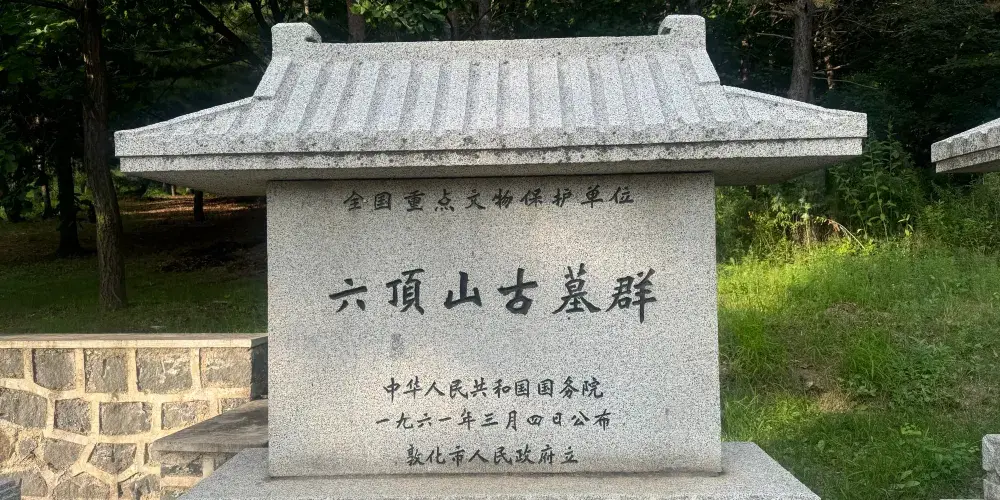 全国重点文物保护单位
六頂山古墓群
中华人民共和国国务院
一九六一年三月四日公布
敦化市人民政府立